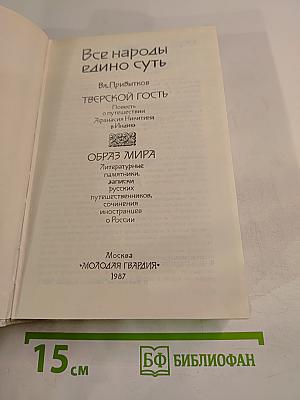 Все народы
едино суть
Вл. Прибытков
ТВЕРСКОЙ ГОСТЬ
Повесть
о путешествии
Афанасия Никитина
в Индию
ОБРАЗ МИРА
Литературные
памятники,
записки
русских
путешественников,
сочинения
иностранцев
о России
Москва
«МОЛОДАЯ ГВАРДИЯ»
1987
15 см
БФ БИБЛИОФАН